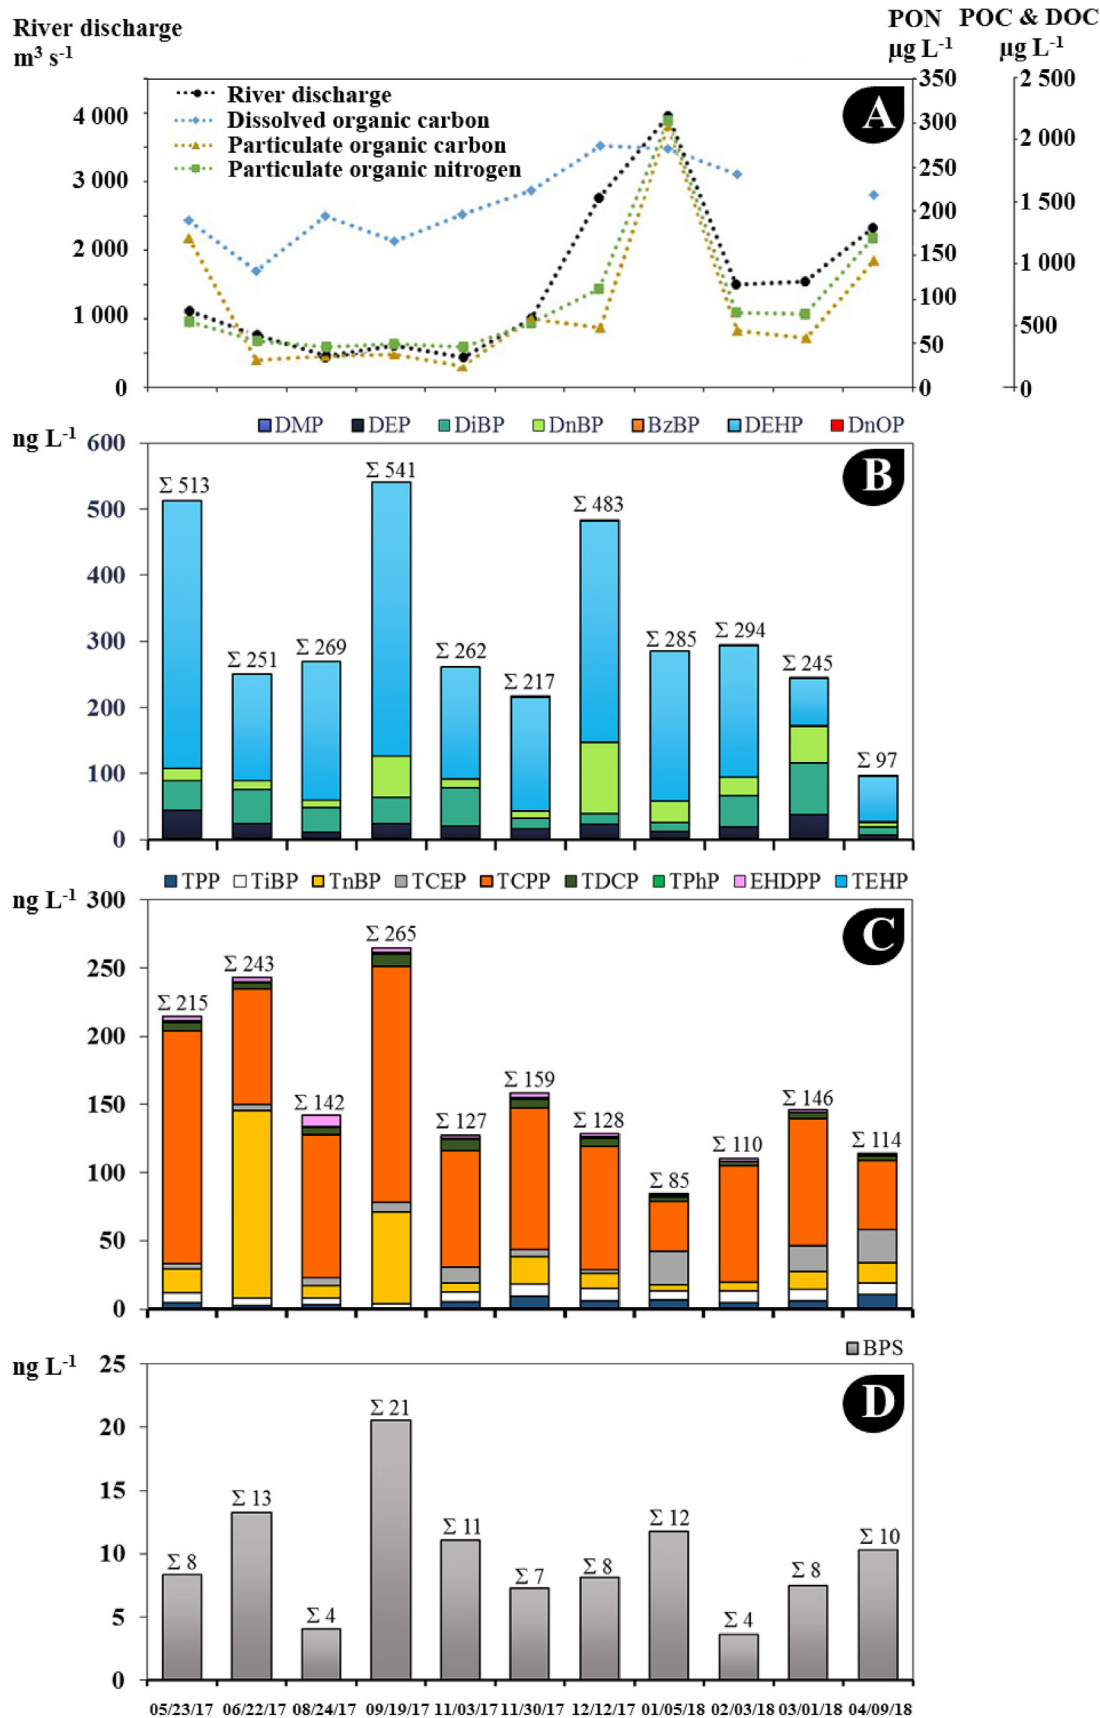 River discharge
m³ s⁻¹
PON
µg L⁻¹
POC & DOC
µg L⁻¹
A
River discharge
Dissolved organic carbon
Particulate organic carbon
Particulate organic nitrogen
4 000
3 000
2 000
1 000
0
350
300
250
200
150
100
50
0
2 500
2 000
1 500
1 000
500
0
DMP DEP DiBP DnBP BzBP DEHP DnOP
ng L⁻¹
B
600
500
400
300
200
100
0
Σ 513
Σ 251
Σ 269
Σ 541
Σ 262
Σ 217
Σ 483
Σ 285
Σ 294
Σ 245
Σ 97
TPP TiBP TnBP TCEP TCPP TDCP TPhP EHDPP TEHP
ng L⁻¹
C
300
250
200
150
100
50
0
Σ 215
Σ 243
Σ 142
Σ 265
Σ 127
Σ 159
Σ 128
Σ 85
Σ 110
Σ 146
Σ 114
BPS
ng L⁻¹
D
25
20
15
10
5
0
Σ 8
Σ 13
Σ 4
Σ 21
Σ 11
Σ 7
Σ 8
Σ 12
Σ 4
Σ 8
Σ 10
05/23/17 06/22/17 08/24/17 09/19/17 11/03/17 11/30/17 12/12/17 01/05/18 02/03/18 03/01/18 04/09/18